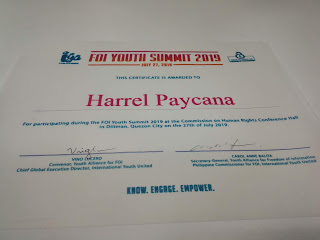 FOI YOUTH SUMMIT 2019
JULY 27, 2019
THIS CERTIFICATE IS AWARDED TO
Harrel Paycana
For participating during the FOI Youth Summit 2019 at the Commission on Human Rights Conference Hall
in Diliman, Quezon City on the 27th of July 2019.
Convenor, Youth Alliance for FOI
Chief Global Executive Director, International Youth United
Secretary-General, Youth Alliance for Freedom of Information
Philippine Commissioner for FOI, International Youth United
KNOW. ENGAGE. EMPOWER.